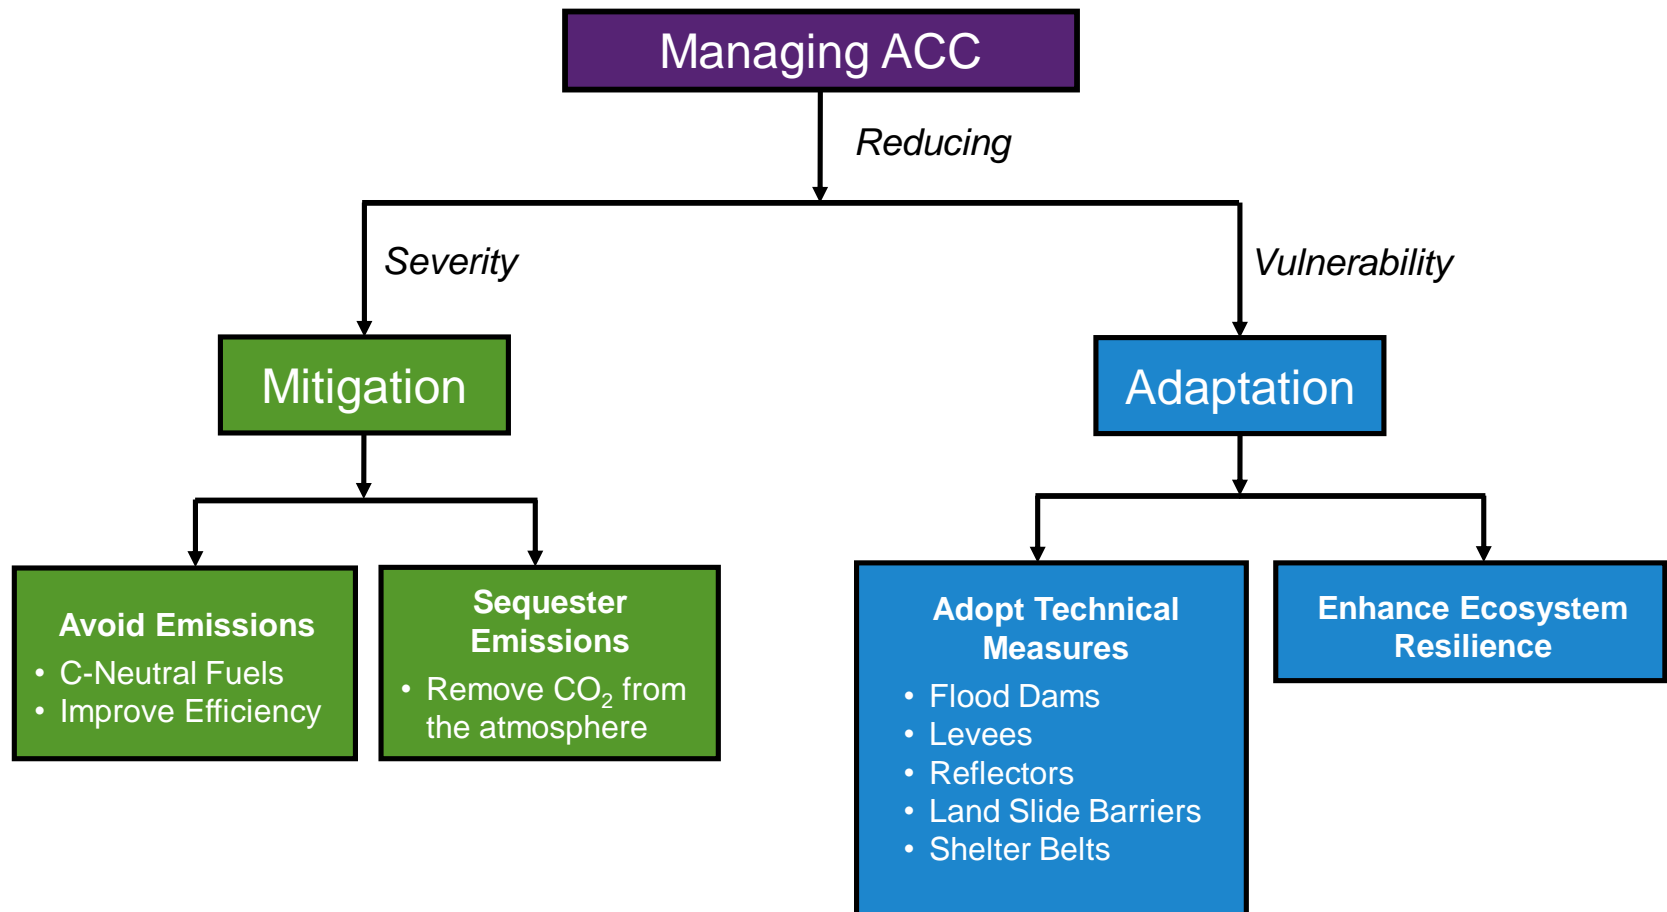 Managing ACC
Reducing
Severity
Vulnerability
Mitigation
Adaptation
Avoid Emissions
• C-Neutral Fuels
• Improve Efficiency
Sequester
Emissions
• Remove CO₂ from
the atmosphere
Adopt Technical
Measures
• Flood Dams
• Levees
• Reflectors
• Land Slide Barriers
• Shelter Belts
Enhance Ecosystem
Resilience